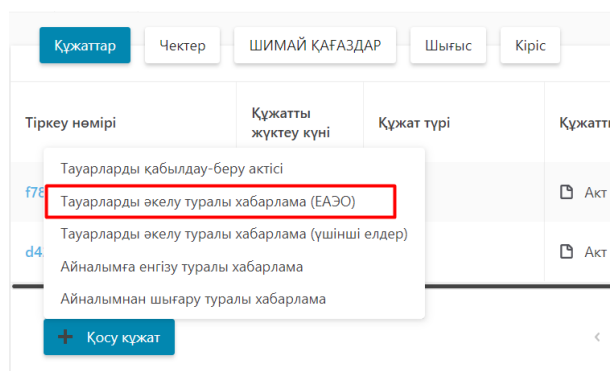 Құжаттар Чектер ШИМАЙ ҚАҒАЗДАР Шығыс Кіріс
Тіркеу нөмірі Құжатты жүктеу күні Құжат түрі
Тауарларды қабылдау-беру актісі
f78 Тауарларды әкелу туралы хабарлама (ЕАЭО) Акт
Тауарларды әкелу туралы хабарлама (үшінші елдер)
d4 Айналымға енгізу туралы хабарлама Акт
Айналымнан шығару туралы хабарлама
+ Қосу құжат